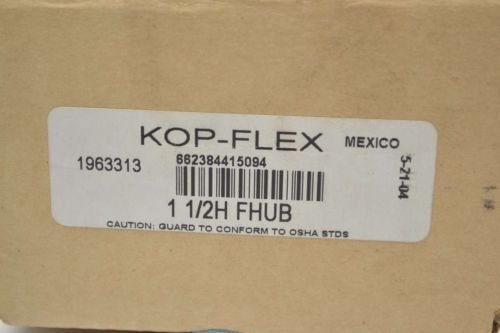 KOP-FLEX MEXICO
1963313 662384415094
5-21-04
1 1/2H FHUB
CAUTION: GUARD TO CONFORM TO OSHA STDS